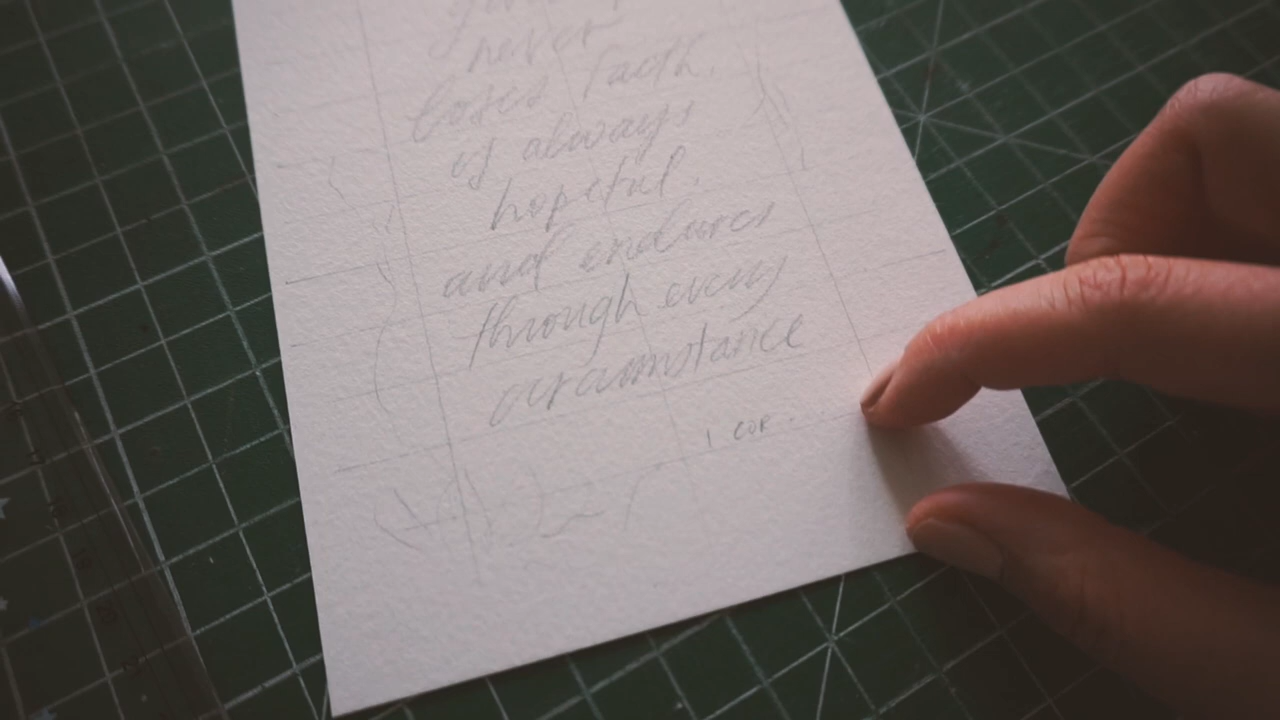 never
loses faith.
is always
hopeful.
and endures
through every
circumstance
1 COR.